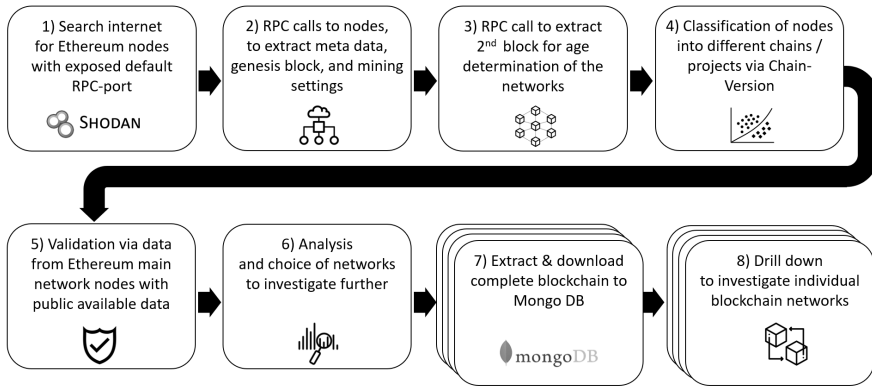 1) Search internet
for Ethereum nodes
with exposed default
RPC-port
SHODAN
2) RPC calls to nodes,
to extract meta data,
genesis block, and mining
settings
3) RPC call to extract
2nd block for age
determination of the
networks
4) Classification of nodes
into different chains /
projects via Chain-
Version
5) Validation via data
from Ethereum main
network nodes with
public available data
6) Analysis
and choice of networks
to investigate further
7) Extract & download
complete blockchain to
Mongo DB
mongoDB
8) Drill down
to investigate individual
blockchain networks